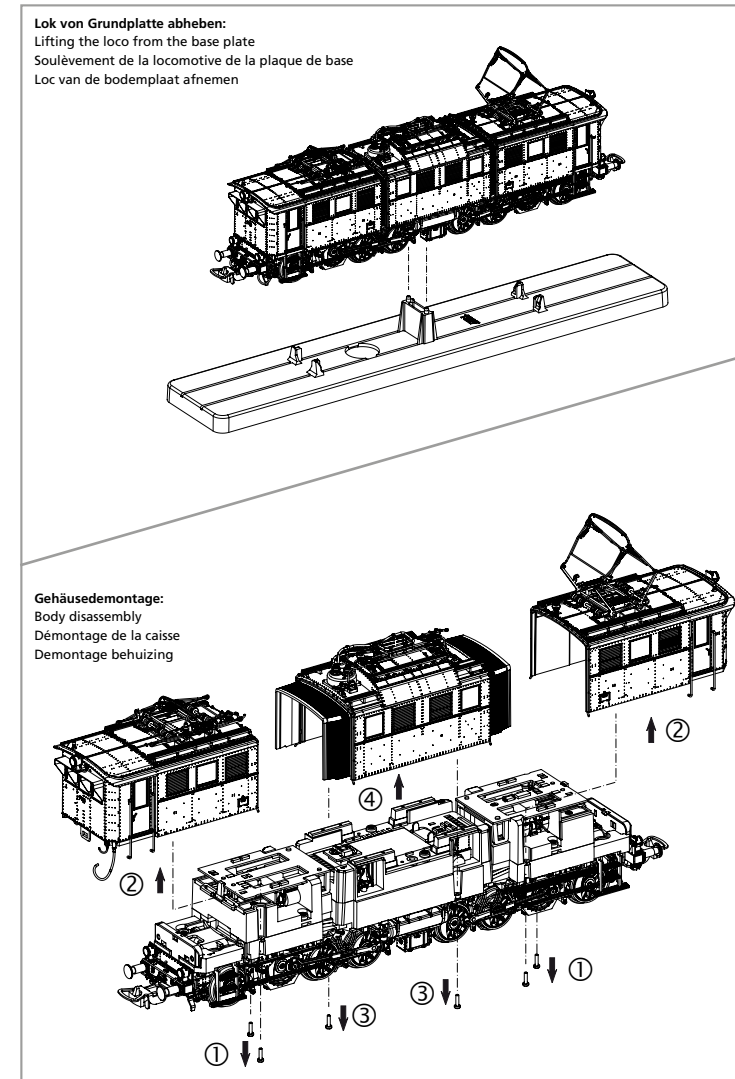 Lok von Grundplatte abheben:
Lifting the loco from the base plate
Soulèvement de la locomotive de la plaque de base
Loc van de bodemplaat afnemen
Gehäusedemontage:
Body disassembly
Démontage de la caisse
Demontage behuizing
②
④
②
①
③
③
①